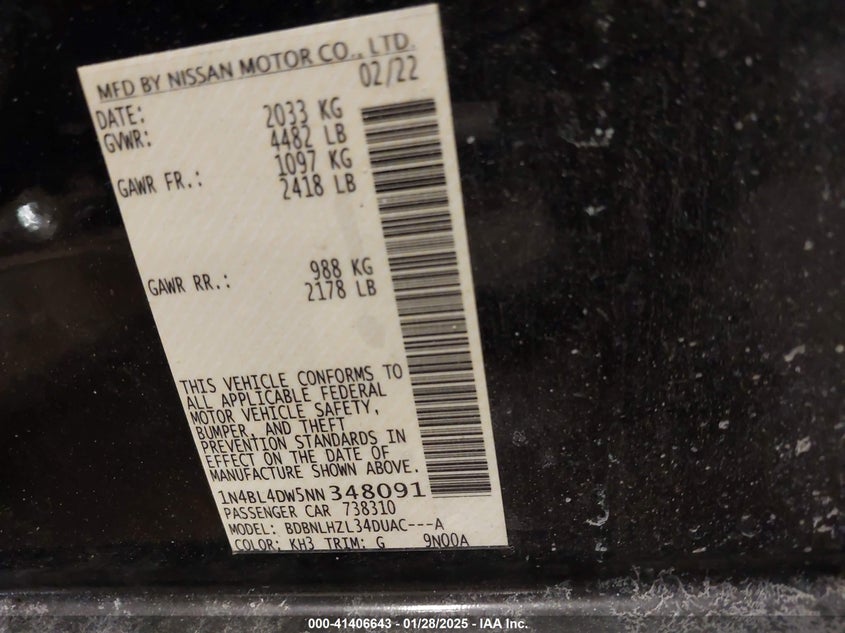 MFD BY NISSAN MOTOR CO., LTD.
DATE: 02/22
GVWR: 2033 KG
4482 LB
GAWR FR.: 1097 KG
2418 LB
GAWR RR.: 988 KG
2178 LB
THIS VEHICLE CONFORMS TO
ALL APPLICABLE FEDERAL
MOTOR VEHICLE SAFETY,
BUMPER, AND THEFT
PREVENTION STANDARDS IN
EFFECT ON THE DATE OF
MANUFACTURE SHOWN ABOVE.
1N4BL4DW5NN348091
PASSENGER CAR 738310
MODEL: BDBNLHZL34DUAC---A
COLOR: KH3 TRIM: G 9N00A
000-41406643 - 01/28/2025 - IAA Inc.